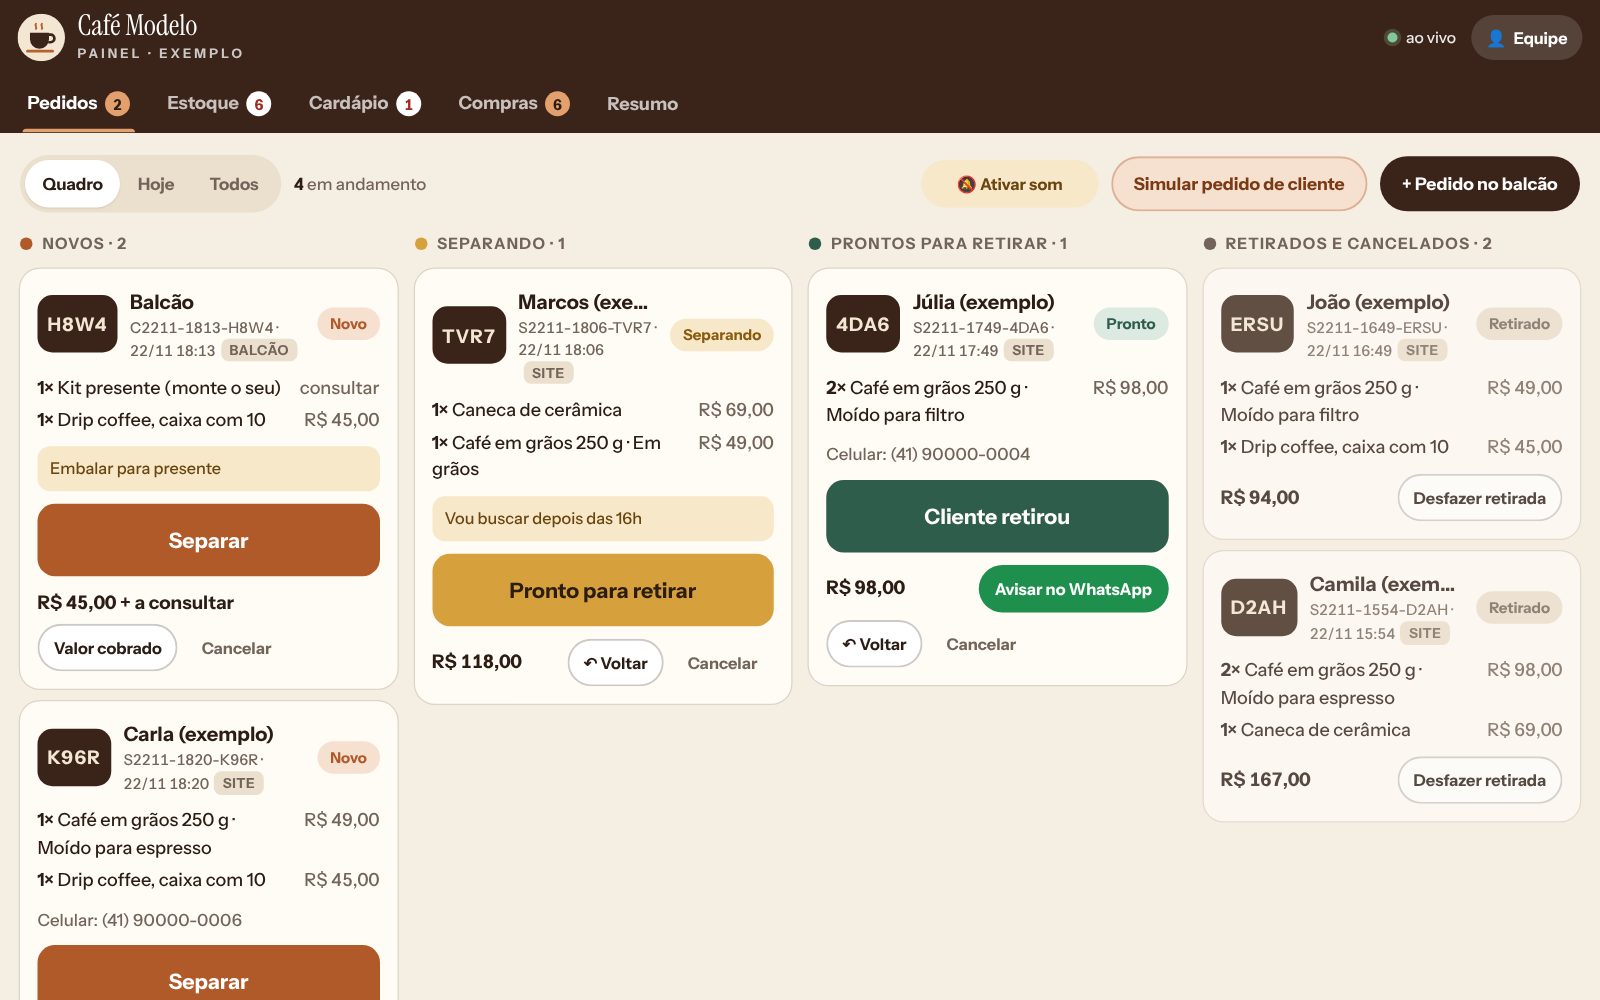 Café Modelo
PAINEL · EXEMPLO
ao vivo
Equipe
Pedidos 2
Estoque 6
Cardápio 1
Compras 6
Resumo
Quadro
Hoje
Todos
4 em andamento
Ativar som
Simular pedido de cliente
+ Pedido no balcão
NOVOS · 2
H8W4
Balcão
C2211-1813-H8W4 ·
22/11 18:13 BALCÃO
Novo
1× Kit presente (monte o seu) consultar
1× Drip coffee, caixa com 10 R$ 45,00
Embalar para presente
Separar
R$ 45,00 + a consultar
Valor cobrado
Cancelar
K96R
Carla (exemplo)
S2211-1820-K96R ·
22/11 18:20 SITE
Novo
1× Café em grãos 250 g · R$ 49,00
Moído para espresso
1× Drip coffee, caixa com 10 R$ 45,00
Celular: (41) 90000-0006
Separar
SEPARANDO · 1
TVR7
Marcos (exe...
S2211-1806-TVR7 ·
22/11 18:06
SITE
Separando
1× Caneca de cerâmica R$ 69,00
1× Café em grãos 250 g · Em R$ 49,00
grãos
Vou buscar depois das 16h
Pronto para retirar
R$ 118,00
↶ Voltar
Cancelar
PRONTOS PARA RETIRAR · 1
4DA6
Júlia (exemplo)
S2211-1749-4DA6 ·
22/11 17:49 SITE
Pronto
2× Café em grãos 250 g · R$ 98,00
Moído para filtro
Celular: (41) 90000-0004
Cliente retirou
R$ 98,00
Avisar no WhatsApp
↶ Voltar
Cancelar
RETIRADOS E CANCELADOS · 2
ERSU
João (exemplo)
S2211-1649-ERSU ·
22/11 16:49 SITE
Retirado
1× Café em grãos 250 g · R$ 49,00
Moído para filtro
1× Drip coffee, caixa com 10 R$ 45,00
R$ 94,00
Desfazer retirada
D2AH
Camila (exem...
S2211-1554-D2AH ·
22/11 15:54 SITE
Retirado
2× Café em grãos 250 g · R$ 98,00
Moído para espresso
1× Caneca de cerâmica R$ 69,00
R$ 167,00
Desfazer retirada